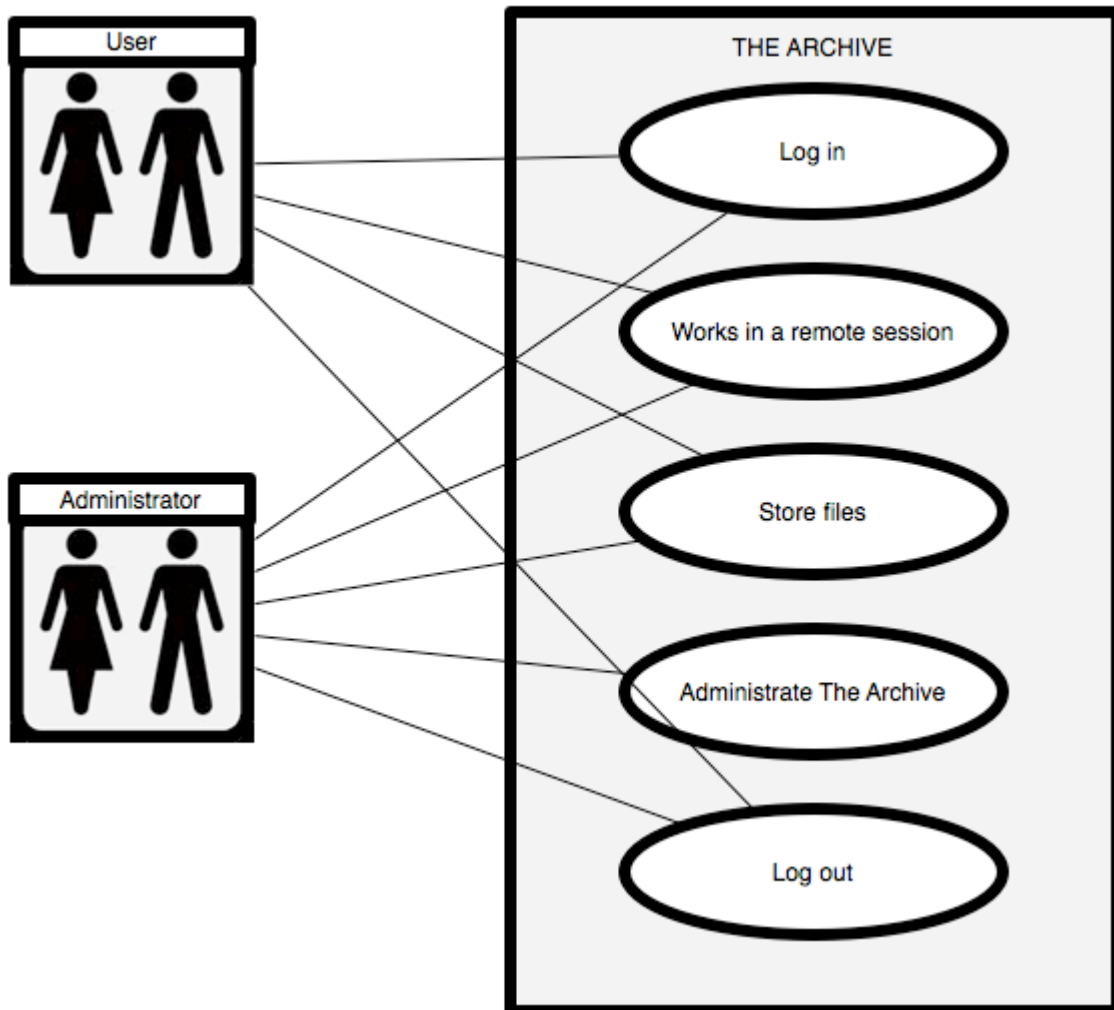 User
THE ARCHIVE
Log in
Works in a remote session
Administrator
Store files
Administrate The Archive
Log out